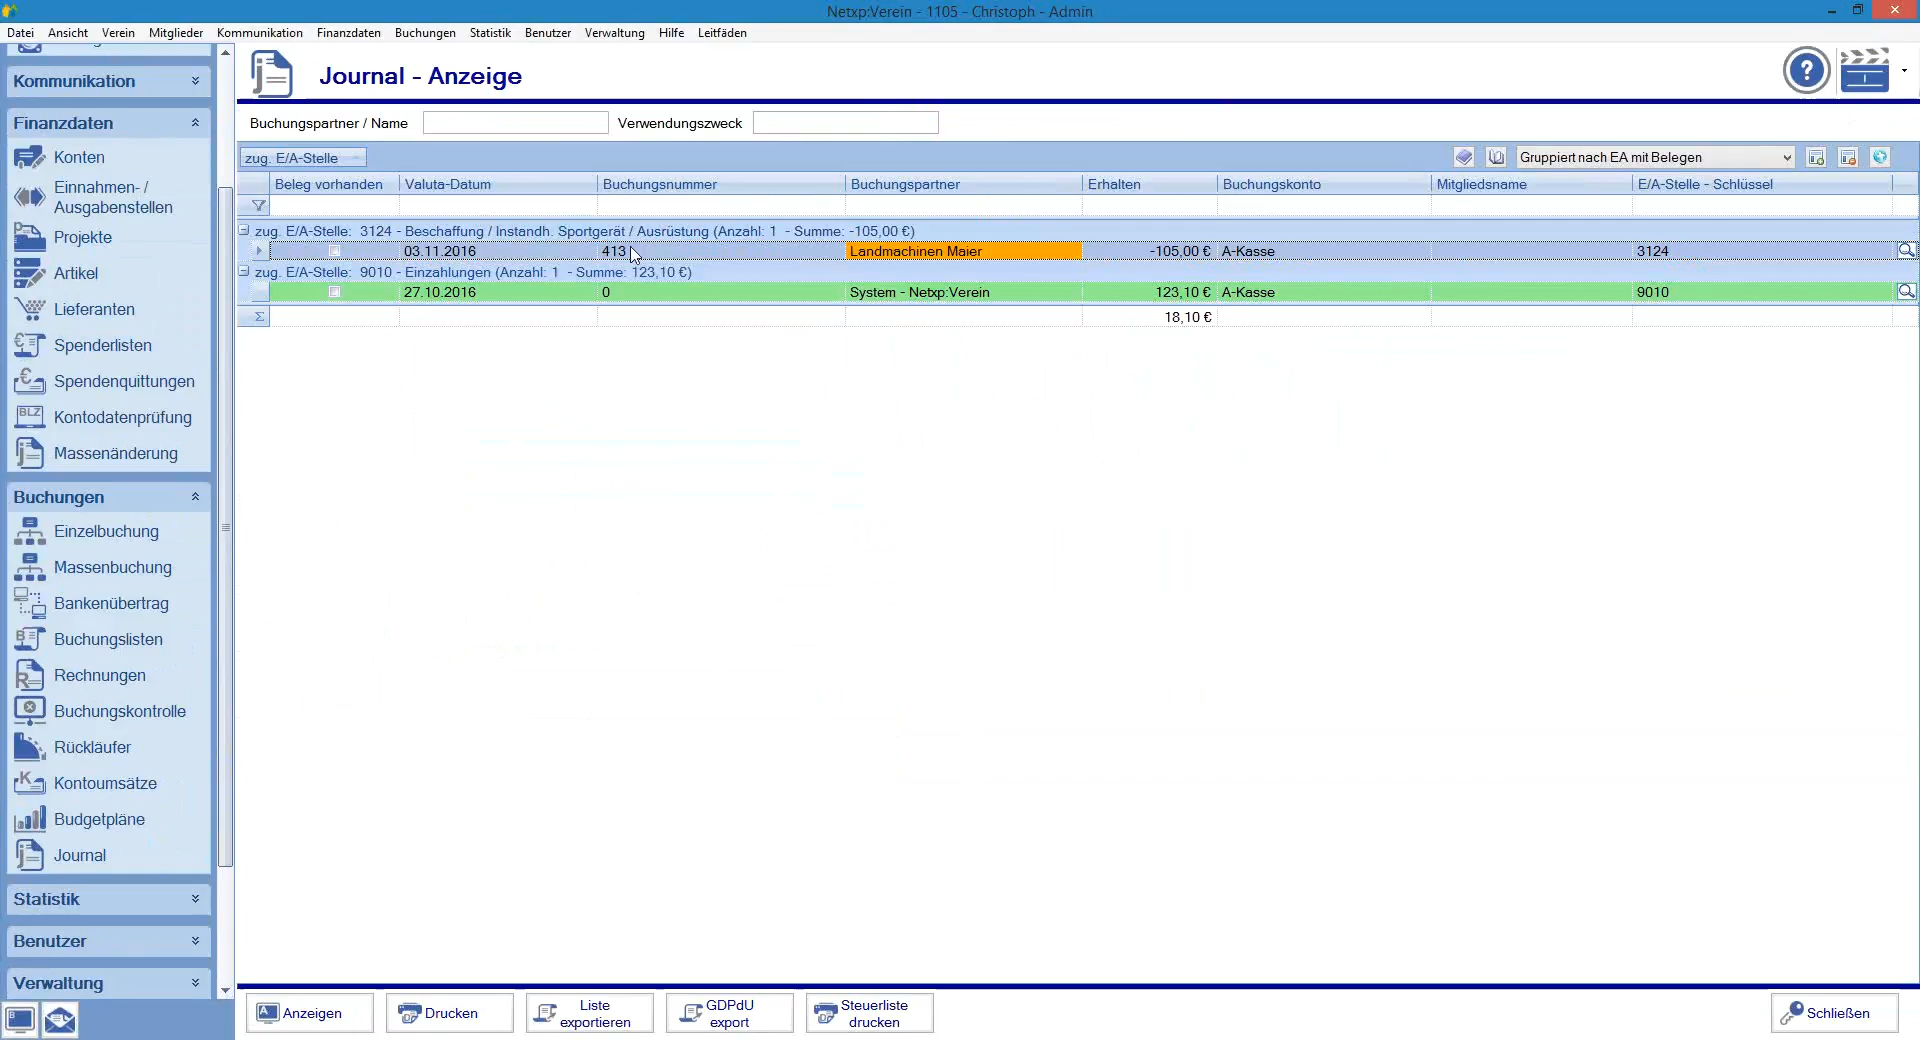 Netxp:Verein - 1105 - Christoph - Admin
Datei Ansicht Verein Mitglieder Kommunikation Finanzdaten Buchungen Statistik Benutzer Verwaltung Hilfe Leitfäden
Kommunikation
Finanzdaten
Konten
Einnahmen- /
Ausgabenstellen
Projekte
Artikel
Lieferanten
Spenderlisten
Spendenquittungen
BLZ Kontodatenprüfung
Massenänderung
Buchungen
Einzelbuchung
Massenbuchung
Bankenübertrag
Buchungslisten
Rechnungen
Buchungskontrolle
Rückläufer
Kontoumsätze
Budgetpläne
Journal
Statistik
Benutzer
Verwaltung
Journal - Anzeige
Buchungspartner / Name Verwendungszweck
zug. E/A-Stelle Gruppiert nach EA mit Belegen
Beleg vorhanden Valuta-Datum Buchungsnummer Buchungspartner Erhalten Buchungskonto Mitgliedsname E/A-Stelle - Schlüssel
zug. E/A-Stelle: 3124 - Beschaffung / Instandh. Sportgerät / Ausrüstung (Anzahl: 1 - Summe: -105,00 €)
03.11.2016 413 Landmachinen Maier -105,00 € A-Kasse 3124
zug. E/A-Stelle: 9010 - Einzahlungen (Anzahl: 1 - Summe: 123,10 €)
27.10.2016 0 System - Netxp:Verein 123,10 € A-Kasse 9010
Σ 18,10 €
Anzeigen
Drucken
Liste
exportieren
GDPdU
export
Steuerliste
drucken
Schließen